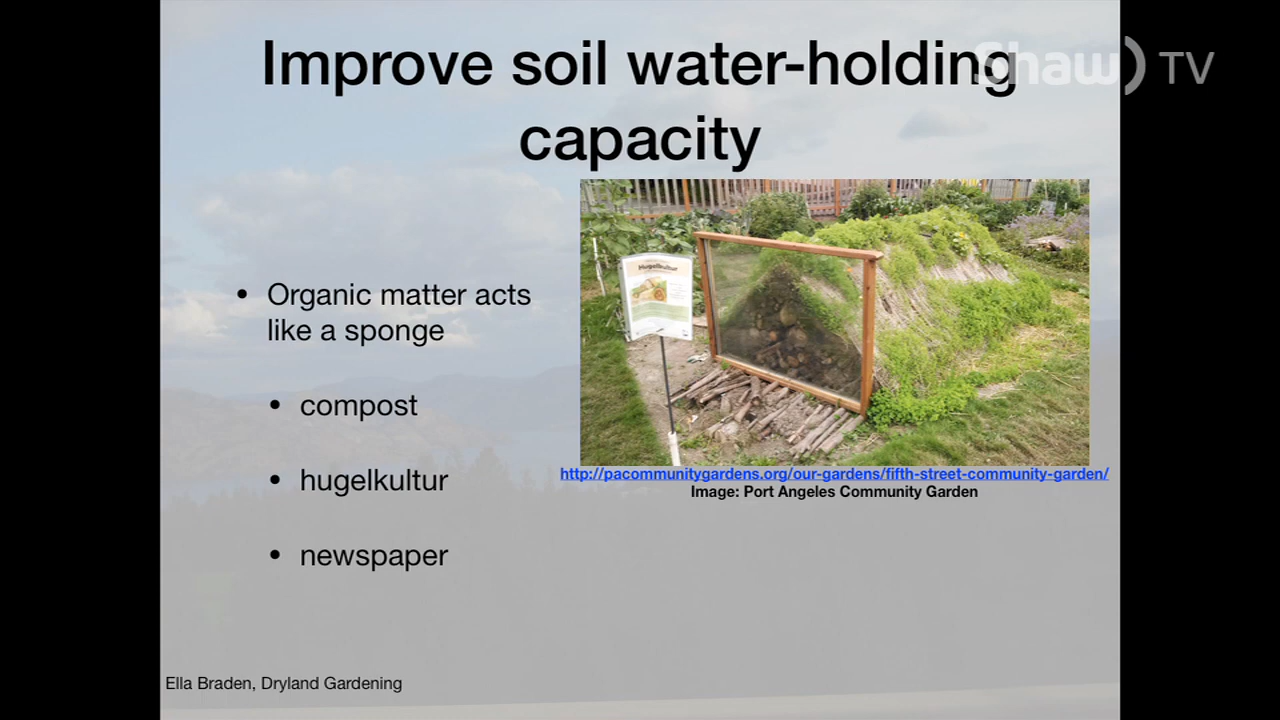 Improve soil water-holding
capacity
Shaw) TV
• Organic matter acts
like a sponge
• compost
• hugelkultur
• newspaper
Hugelkultur
http://pacommunitygardens.org/our-gardens/fifth-street-community-garden/
Image: Port Angeles Community Garden
Ella Braden, Dryland Gardening